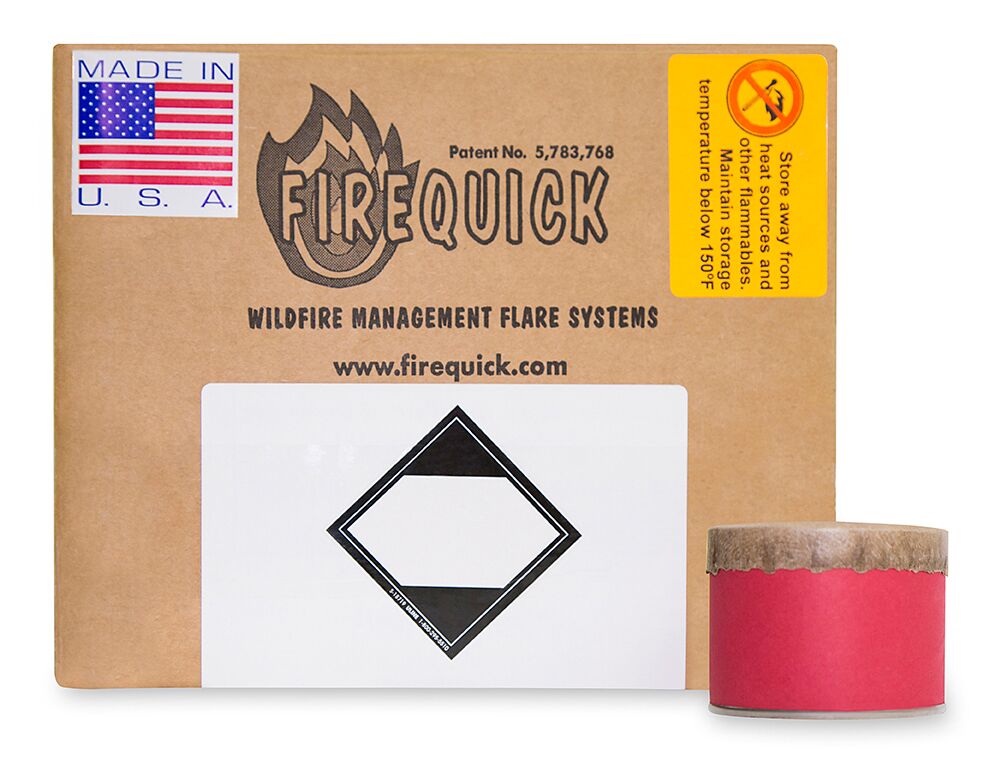 MADE IN
U. S. A.
Patent No. 5,783,768
FIREQUICK
WILDFIRE MANAGEMENT FLARE SYSTEMS
www.firequick.com
Store away from
heat sources and
other flammables.
Maintain storage
temperature below 150°F